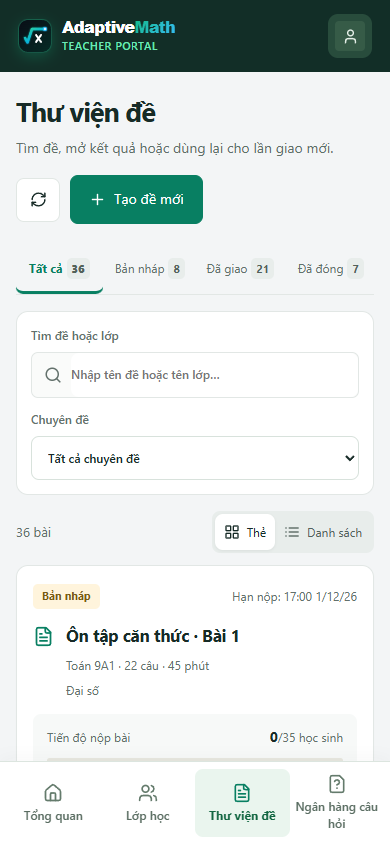 √x
AdaptiveMath
TEACHER PORTAL
Thư viện đề
Tìm đề, mở kết quả hoặc dùng lại cho lần giao mới.
Tạo đề mới
Tất cả 36 Bản nháp 8 Đã giao 21 Đã đóng 7
Tìm đề hoặc lớp
Nhập tên đề hoặc tên lớp...
Chuyên đề
Tất cả chuyên đề
36 bài
Thẻ Danh sách
Bản nháp Hạn nộp: 17:00 1/12/26
Ôn tập căn thức · Bài 1
Toán 9A1 · 22 câu · 45 phút
Đại số
Tiến độ nộp bài 0/35 học sinh
Tổng quan Lớp học Thư viện đề Ngân hàng câu
hỏi